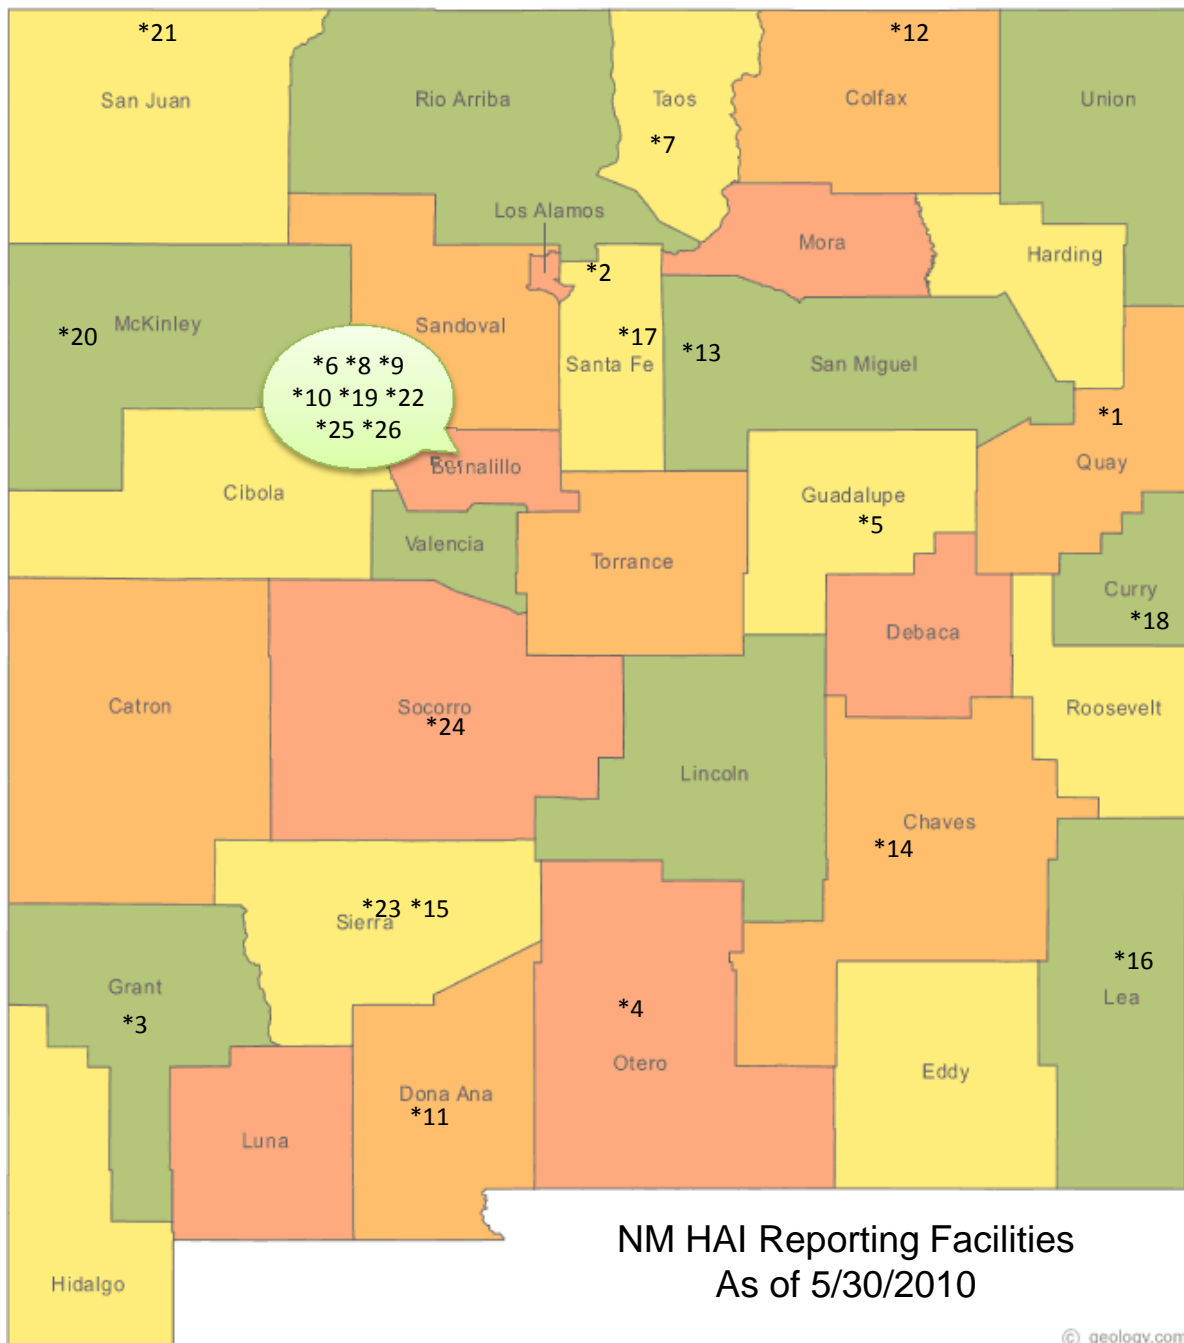 *21
*12
San Juan
Rio Arriba
Taos
Colfax
Union
*7
Los Alamos
Mora
Harding
*2
*20
McKinley
Sandoval
*17
Santa Fe
*13
San Miguel
*6 *8 *9
*10 *19 *22
*25 *26
*1
Bernalillo
Quay
Cibola
Guadalupe
*5
Valencia
Torrance
Curry
*18
Debaca
Catron
Socorro
*24
Roosevelt
Lincoln
Chaves
*14
*23 *15
Sierra
*16
Lea
Grant
*3
*4
Otero
Eddy
Dona Ana
*11
Luna
Hidalgo
NM HAI Reporting Facilities
As of 5/30/2010
© geology.com